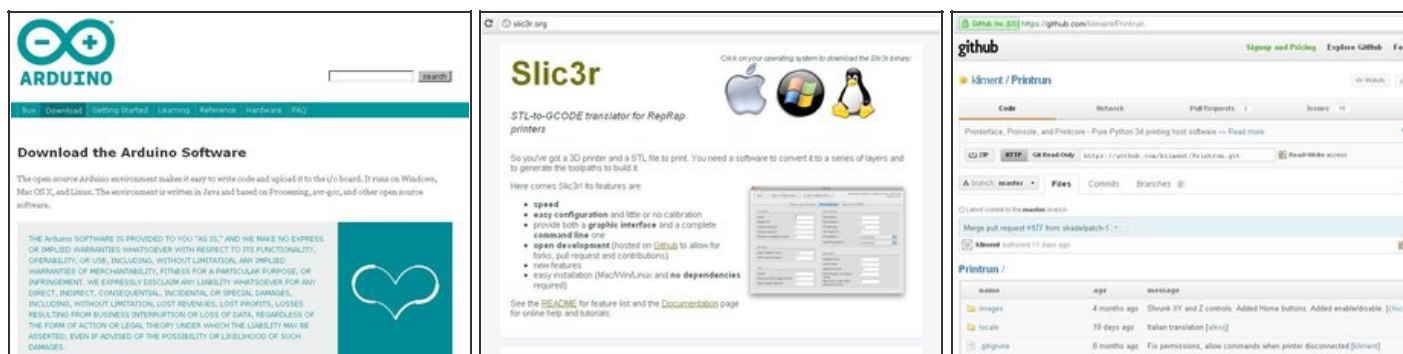 ARDUINO
search
Buy Download Getting Started Learning Reference Hardware FAQ
Download the Arduino Software
The open-source Arduino environment makes it easy to write code and upload it to the i/o board. It runs on Windows,
Mac OS X, and Linux. The environment is written in Java and based on Processing, avr-gcc, and other open source
software.
THE Arduino SOFTWARE IS PROVIDED TO YOU "AS IS," AND WE MAKE NO EXPRESS
OR IMPLIED WARRANTIES WHATSOEVER WITH RESPECT TO ITS FUNCTIONALITY,
OPERABILITY, OR USE, INCLUDING, WITHOUT LIMITATION, ANY IMPLIED
WARRANTIES OF MERCHANTABILITY, FITNESS FOR A PARTICULAR PURPOSE, OR
INFRINGEMENT. WE EXPRESSLY DISCLAIM ANY LIABILITY WHATSOEVER FOR ANY
DIRECT, INDIRECT, CONSEQUENTIAL, INCIDENTAL OR SPECIAL DAMAGES,
INCLUDING, WITHOUT LIMITATION, LOST REVENUES, LOST PROFITS, LOSSES
RESULTING FROM BUSINESS INTERRUPTION OR LOSS OF DATA, REGARDLESS OF
THE FORM OF ACTION OR LEGAL THEORY UNDER WHICH THE LIABILITY MAY BE
ASSERTED, EVEN IF ADVISED OF THE POSSIBILITY OR LIKELIHOOD OF SUCH
DAMAGES.
slic3r.org
Slic3r
Click on your operating system to download the Slic3r binary:
STL-to-GCODE translator for RepRap
printers
So you've got a 3D printer and a STL file to print. You need a software to convert it to a series of layers and
to generate the toolpaths to build it.
Here comes Slic3r! Its features are:
speed
easy configuration and little or no calibration
provide both a graphic interface and a complete
command line one
open development (hosted on Github to allow for
forks, pull request and contributions)
new features
easy installation (Mac/Win/Linux and no dependencies
required)
See the README for feature list and the Documentation page
for online help and tutorials.
GitHub, Inc. [US] https://github.com/kliment/Printrun
github
Signup and Pricing Explore GitHub
kliment / Printrun
Watch
Code Network Pull Requests Issues
Pronterface, Pronsole, and Printcore - Pure Python 3d printing host software — Read more
ZIP HTTP Git Read-Only https://github.com/kliment/Printrun.git Read-Write access
branch: master Files Commits Branches
Latest commit to the master branch
Merge pull request #177 from skade/patch-1
kliment authored 11 days ago
Printrun /
name age message
images 4 months ago Shrunk XY and Z controls. Added Home buttons. Added enable/disable.
locale 19 days ago Italian translation
.gitignore 8 months ago Fix permissions, allow commands when printer disconnected [kliment]